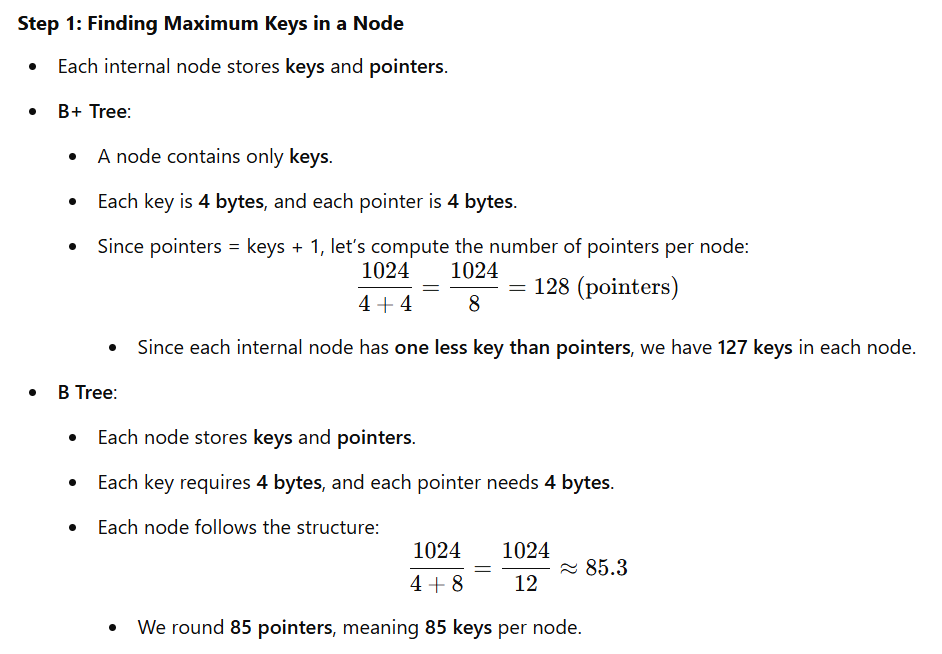 Step 1: Finding Maximum Keys in a Node
• Each internal node stores keys and pointers.
• B+ Tree:
• A node contains only keys.
• Each key is 4 bytes, and each pointer is 4 bytes.
• Since pointers = keys + 1, let's compute the number of pointers per node:
\frac{1024}{4 + 4} = \frac{1024}{8} = 128 (pointers)
• Since each internal node has one less key than pointers, we have 127 keys in each node.
• B Tree:
• Each node stores keys and pointers.
• Each key requires 4 bytes, and each pointer needs 4 bytes.
• Each node follows the structure:
\frac{1024}{4 + 8} = \frac{1024}{12} ≈ 85.3
• We round 85 pointers, meaning 85 keys per node.